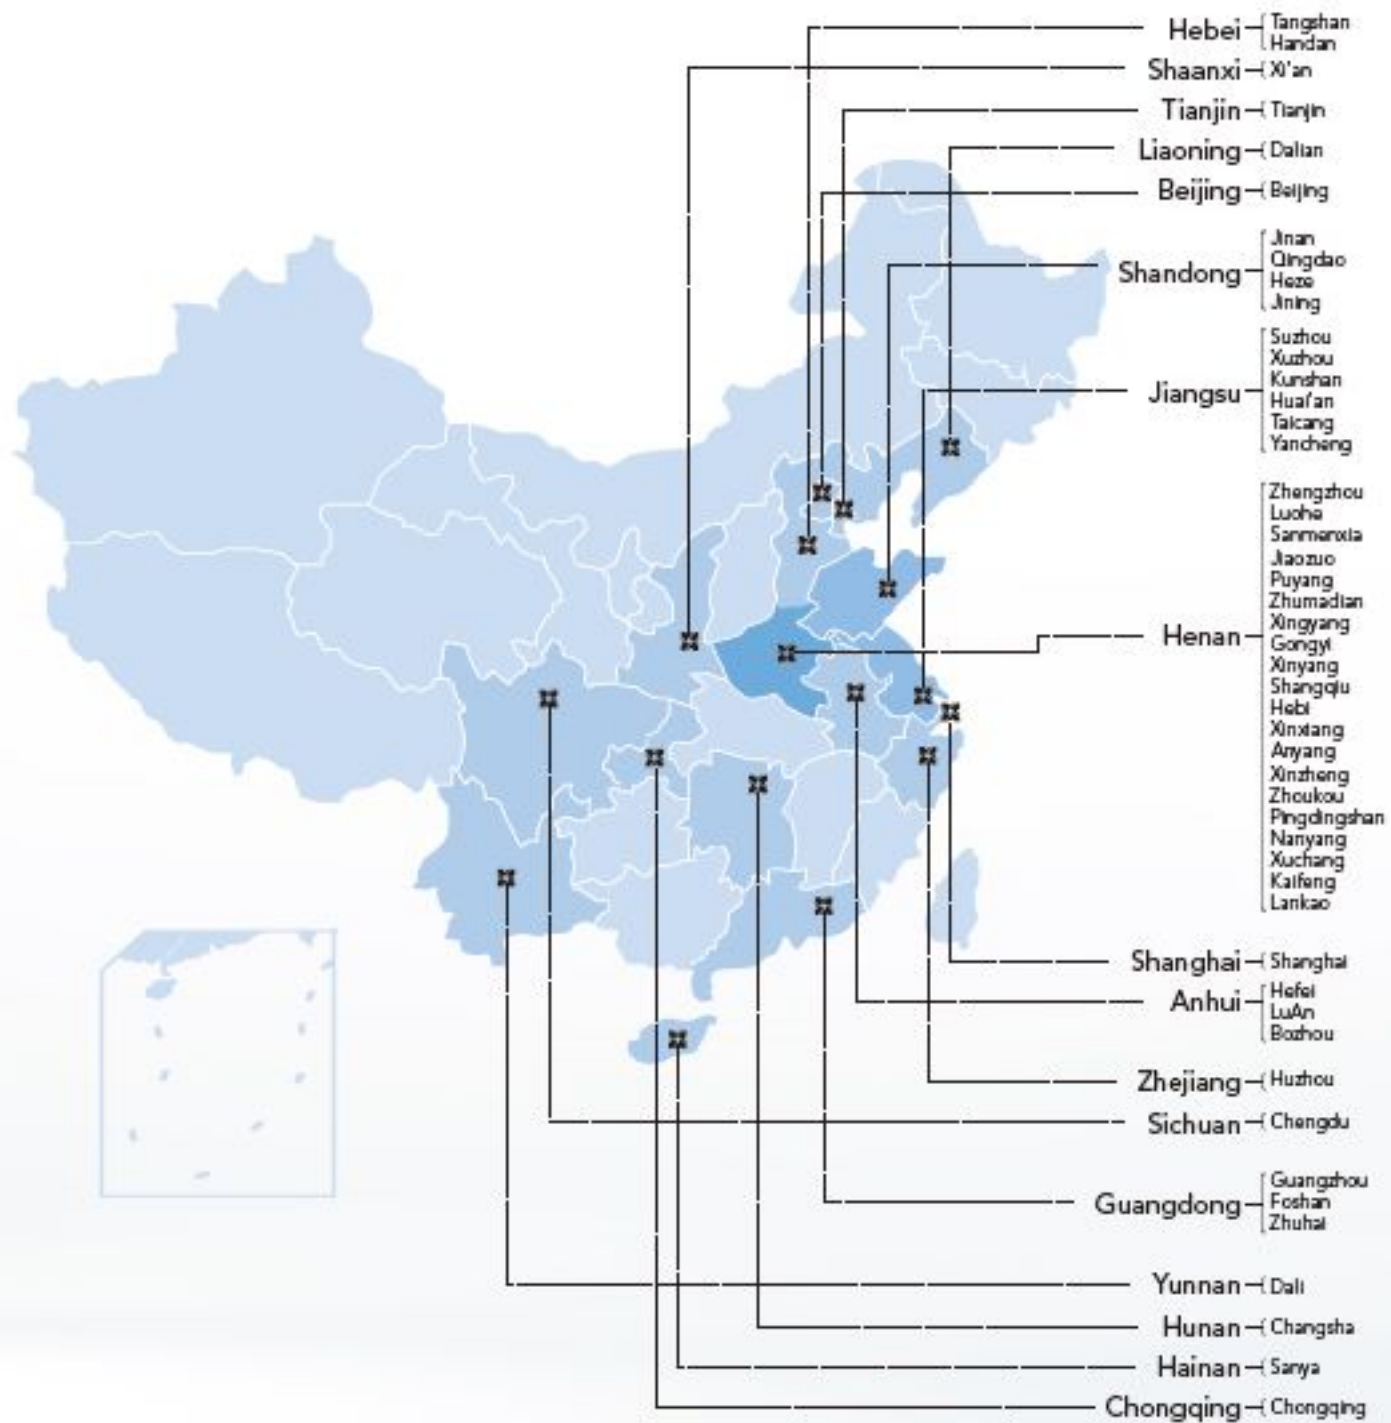 Hebei
Tangshan
Handan
Shaanxi
Xi'an
Tianjin
Tianjin
Liaoning
Dalian
Beijing
Beijing
Shandong
Jinan
Qingdao
Heze
Jining
Jiangsu
Suzhou
Xuzhou
Kunshan
Huai'an
Taicang
Yancheng
Henan
Zhengzhou
Luohe
Sanmenxia
Jiaozuo
Puyang
Zhumadian
Xingyang
Gongyi
Xinyang
Shangqiu
Hebi
Xinxiang
Anyang
Xinzheng
Zhoukou
Pingdingshan
Nanyang
Xuchang
Kaifeng
Lankao
Shanghai
Shanghai
Anhui
Hefei
LuAn
Bozhou
Zhejiang
Huzhou
Sichuan
Chengdu
Guangdong
Guangzhou
Foshan
Zhuhai
Yunnan
Dali
Hunan
Changsha
Hainan
Sanya
Chongqing
Chongqing